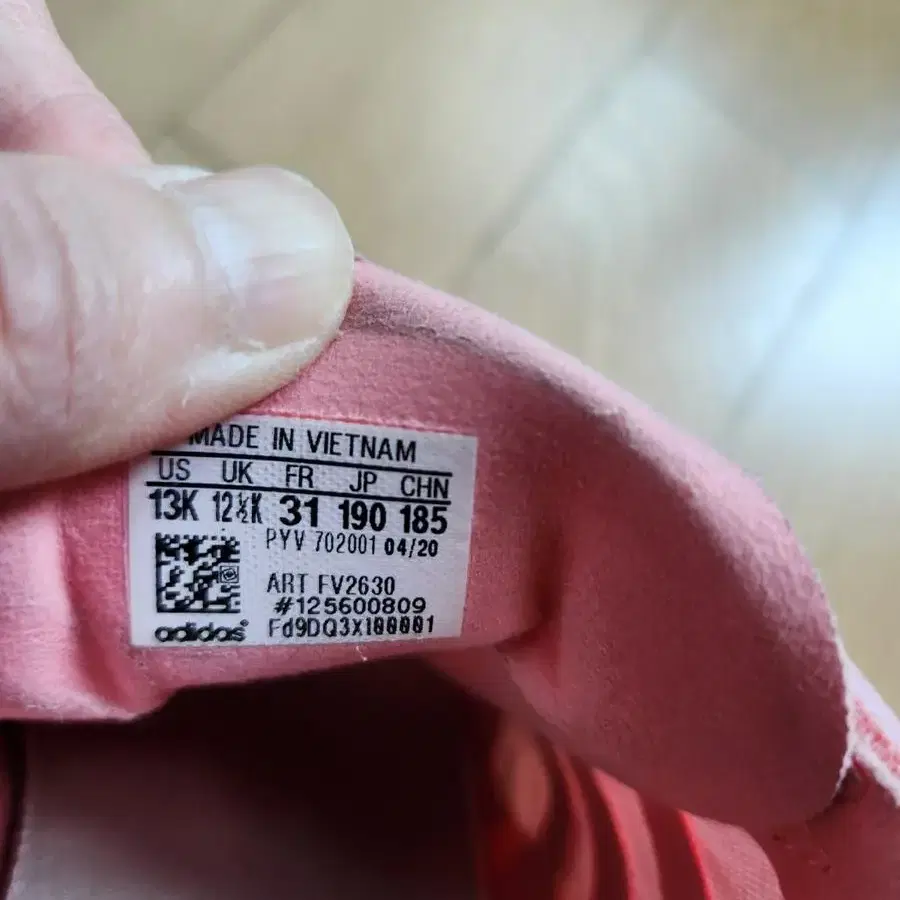 MADE IN VIETNAM
US UK FR JP CHN
13K 12½K 31 190 185
PYV 702001 04/20
ART FV2630
#125600809
adidas Fd9DQ3X100001